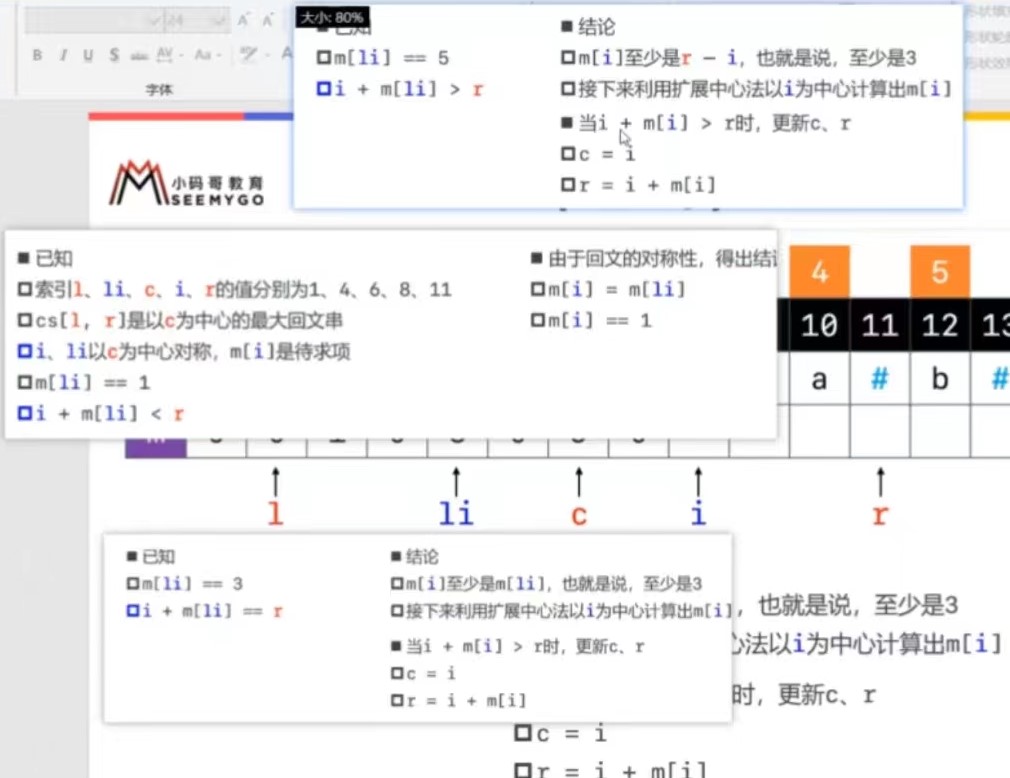 大小: 80%
已知
m[li] == 5
i + m[li] > r
结论
m[i]至少是r - i，也就是说，至少是3
接下来利用扩展中心法以i为中心计算出m[i]
当i + m[i] > r时，更新c、r
c = i
r = i + m[i]
24
B I U S abc AV Aa
字体
小码哥教育
SEEMYGO
已知
索引l、li、c、i、r的值分别为1、4、6、8、11
cs[l, r]是以c为中心的最大回文串
i、li以c为中心对称，m[i]是待求项
m[li] == 1
i + m[li] < r
由于回文的对称性，得出结
m[i] = m[li]
m[i] == 1
4 5
10 11 12 13
a # b #
l li c i r
已知
m[li] == 3
i + m[li] == r
结论
m[i]至少是m[li]，也就是说，至少是3
接下来利用扩展中心法以i为中心计算出m[i]
当i + m[i] > r时，更新c、r
c = i
r = i + m[i]
，也就是说，至少是3
心法以i为中心计算出m[i]
时，更新c、r
c = i
r = i + m[i]